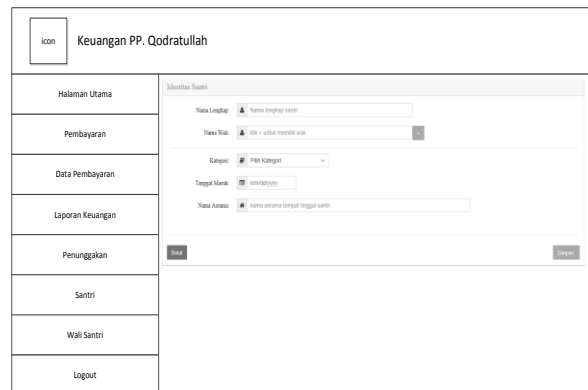 icon
Keuangan PP. Qodratullah
Halaman Utama
Pembayaran
Data Pembayaran
Laporan Keuangan
Penunggakan
Santri
Wali Santri
Logout
Identitas Santri
Nama Lengkap: Nama lengkap santri
Nama Wali: klik + untuk memilik wali
Kategori: Pilih Kategori
Tanggal Masuk: mm/dd/yyyy
Nama Asrama: nama asrama tempat tinggal santri
Batal
Simpan